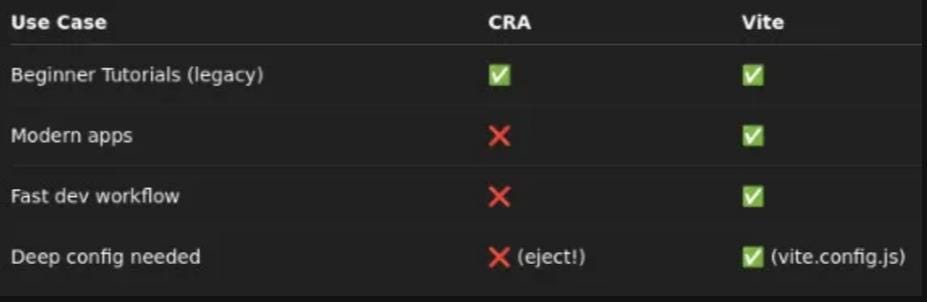 Use Case CRA Vite
Beginner Tutorials (legacy) ✅ ✅
Modern apps ❌ ✅
Fast dev workflow ❌ ✅
Deep config needed ❌ (eject!) ✅ (vite.config.js)